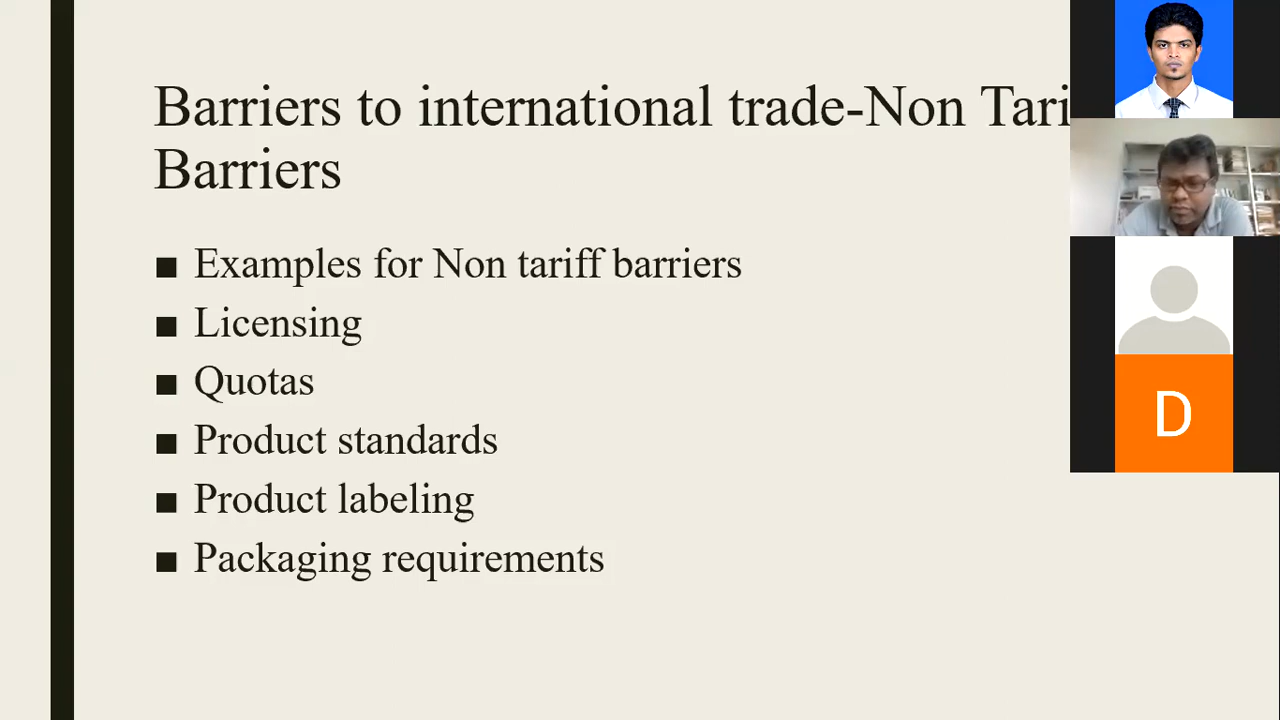 Barriers to international trade-Non Tari
Barriers
■ Examples for Non tariff barriers
■ Licensing
■ Quotas
■ Product standards
■ Product labeling
■ Packaging requirements
D